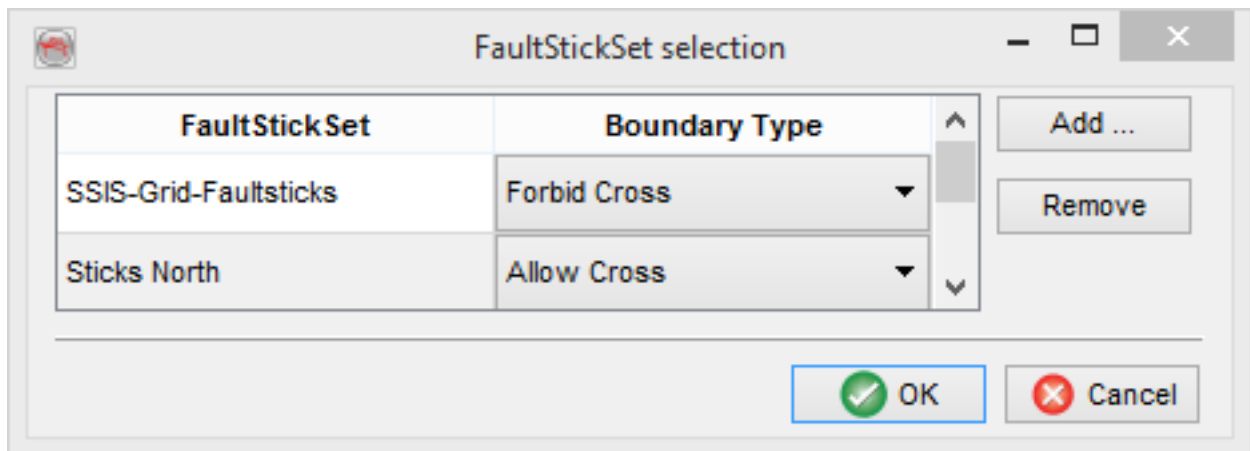 FaultStickSet selection
FaultStickSet Boundary Type Add ...
SSIS-Grid-Faultsticks Forbid Cross Remove
Sticks North Allow Cross
OK Cancel